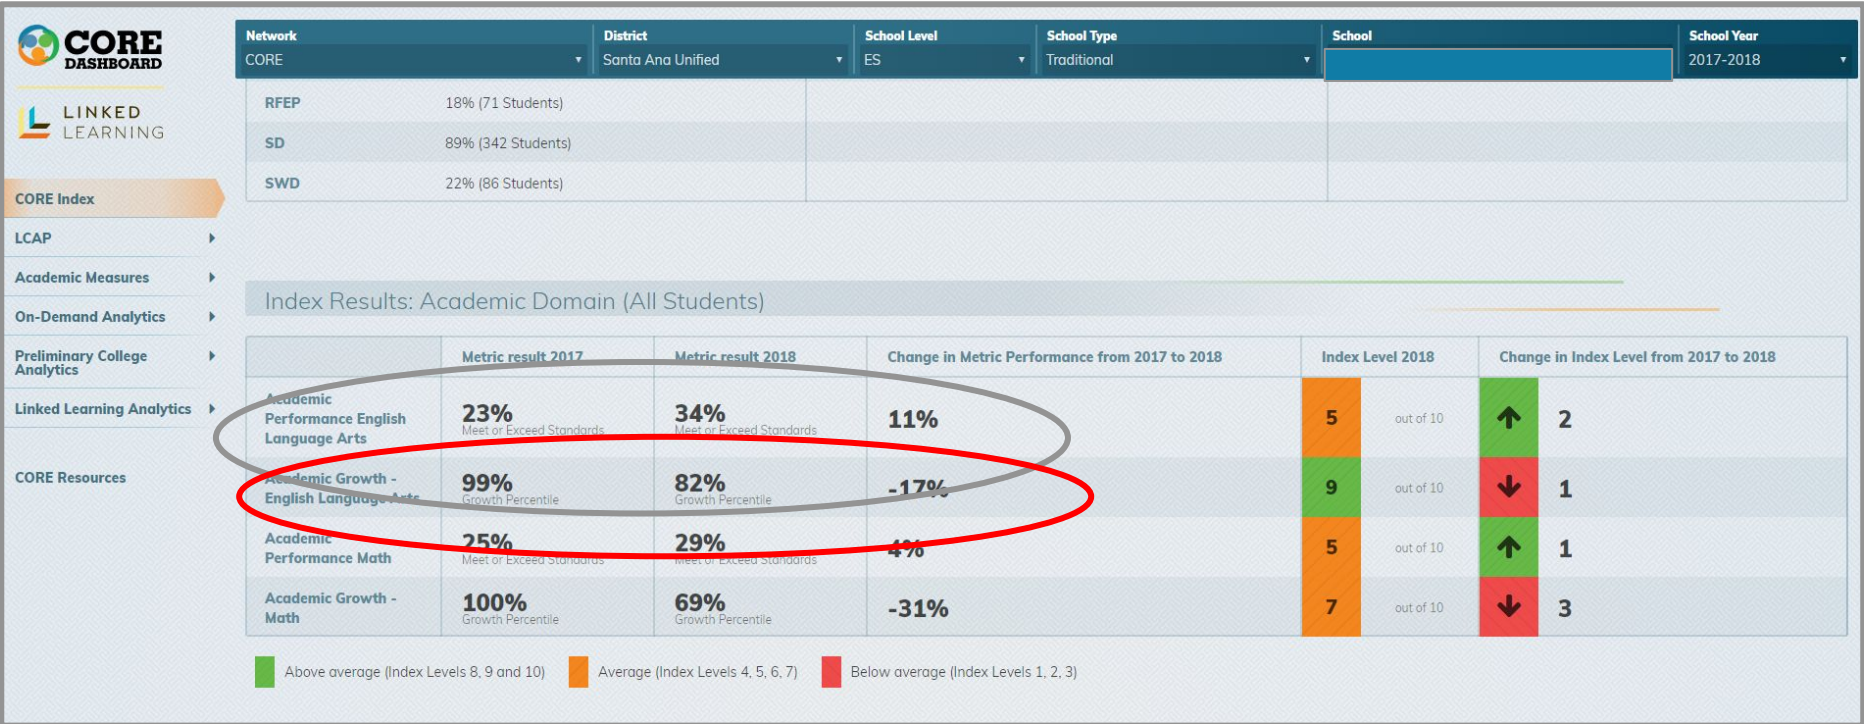 CORE
DASHBOARD
LINKED
LEARNING
CORE Index
LCAP
Academic Measures
On-Demand Analytics
Preliminary College
Analytics
Linked Learning Analytics
CORE Resources
Network District School Level School Type School School Year
CORE Santa Ana Unified ES Traditional 2017-2018
RFEP 18% (71 Students)
SD 89% (342 Students)
SWD 22% (86 Students)
Index Results: Academic Domain (All Students)
Metric result 2017 Metric result 2018 Change in Metric Performance from 2017 to 2018 Index Level 2018 Change in Index Level from 2017 to 2018
Academic
Performance English
Language Arts
23%
Meet or Exceed Standards
34%
Meet or Exceed Standards
11%
5 out of 10
2
Academic Growth -
English Language Arts
99%
Growth Percentile
82%
Growth Percentile
-17%
9 out of 10
1
Academic
Performance Math
25%
Meet or Exceed Standards
29%
Meet or Exceed Standards
4%
5 out of 10
1
Academic Growth -
Math
100%
Growth Percentile
69%
Growth Percentile
-31%
7 out of 10
3
Above average (Index Levels 8, 9 and 10) Average (Index Levels 4, 5, 6, 7) Below average (Index Levels 1, 2, 3)